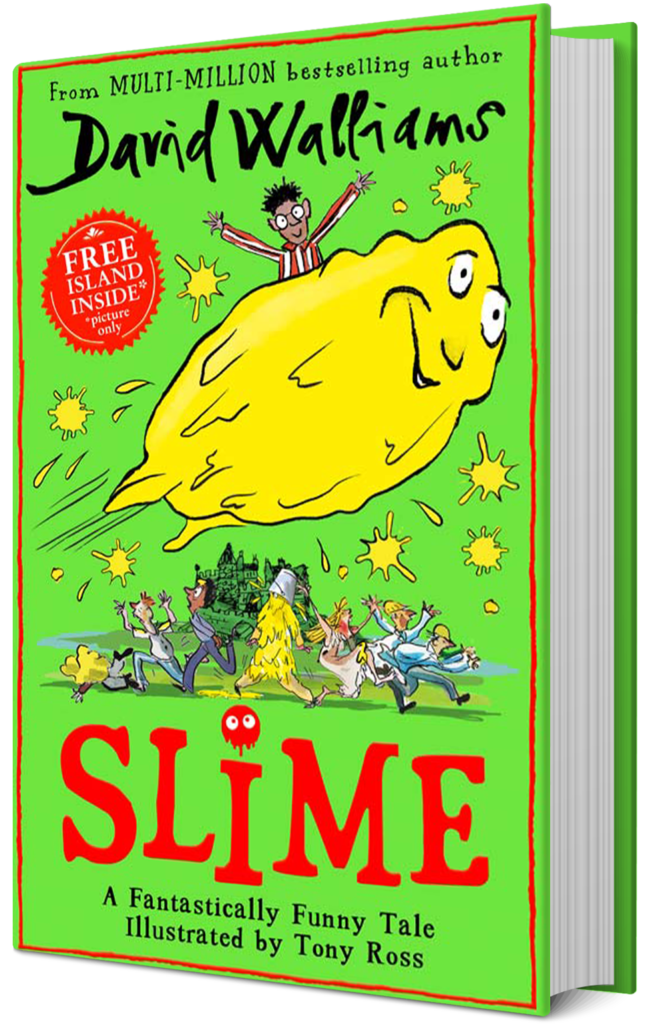 From MULTI-MILLION bestselling author
David Walliams
FREE
ISLAND
INSIDE*
*picture
only
SLiME
A Fantastically Funny Tale
Illustrated by Tony Ross